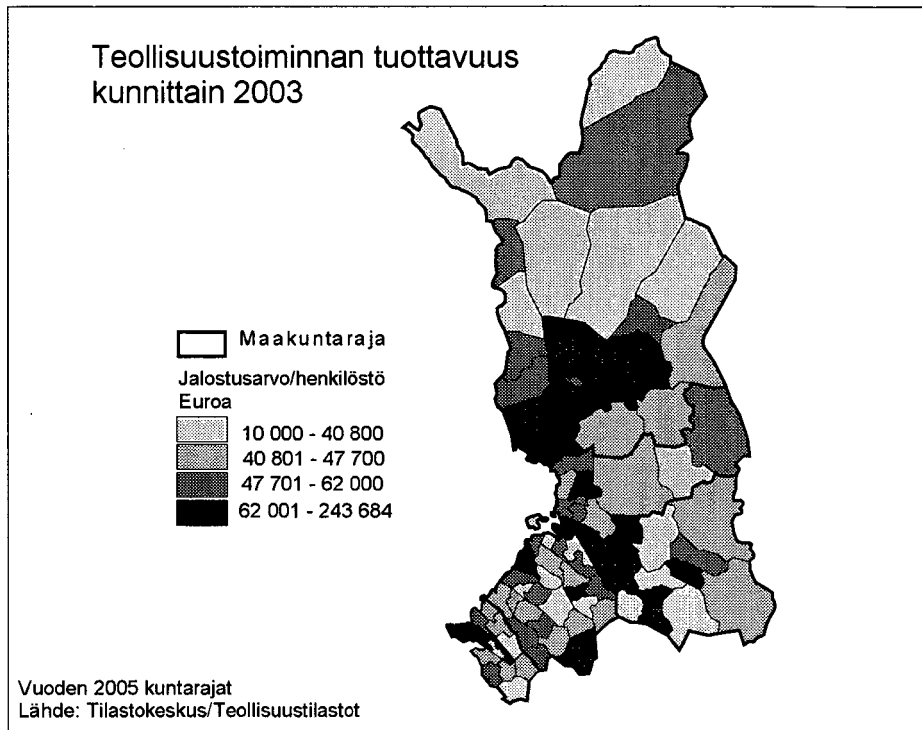 Teollisuustoiminnan tuottavuus
kunnittain 2003
Maakuntaraja
Jalostusarvo/henkilöstö
Euroa
10 000 - 40 800
40 801 - 47 700
47 701 - 62 000
62 001 - 243 684
Vuoden 2005 kuntarajat
Lähde: Tilastokeskus/Teollisuustilastot